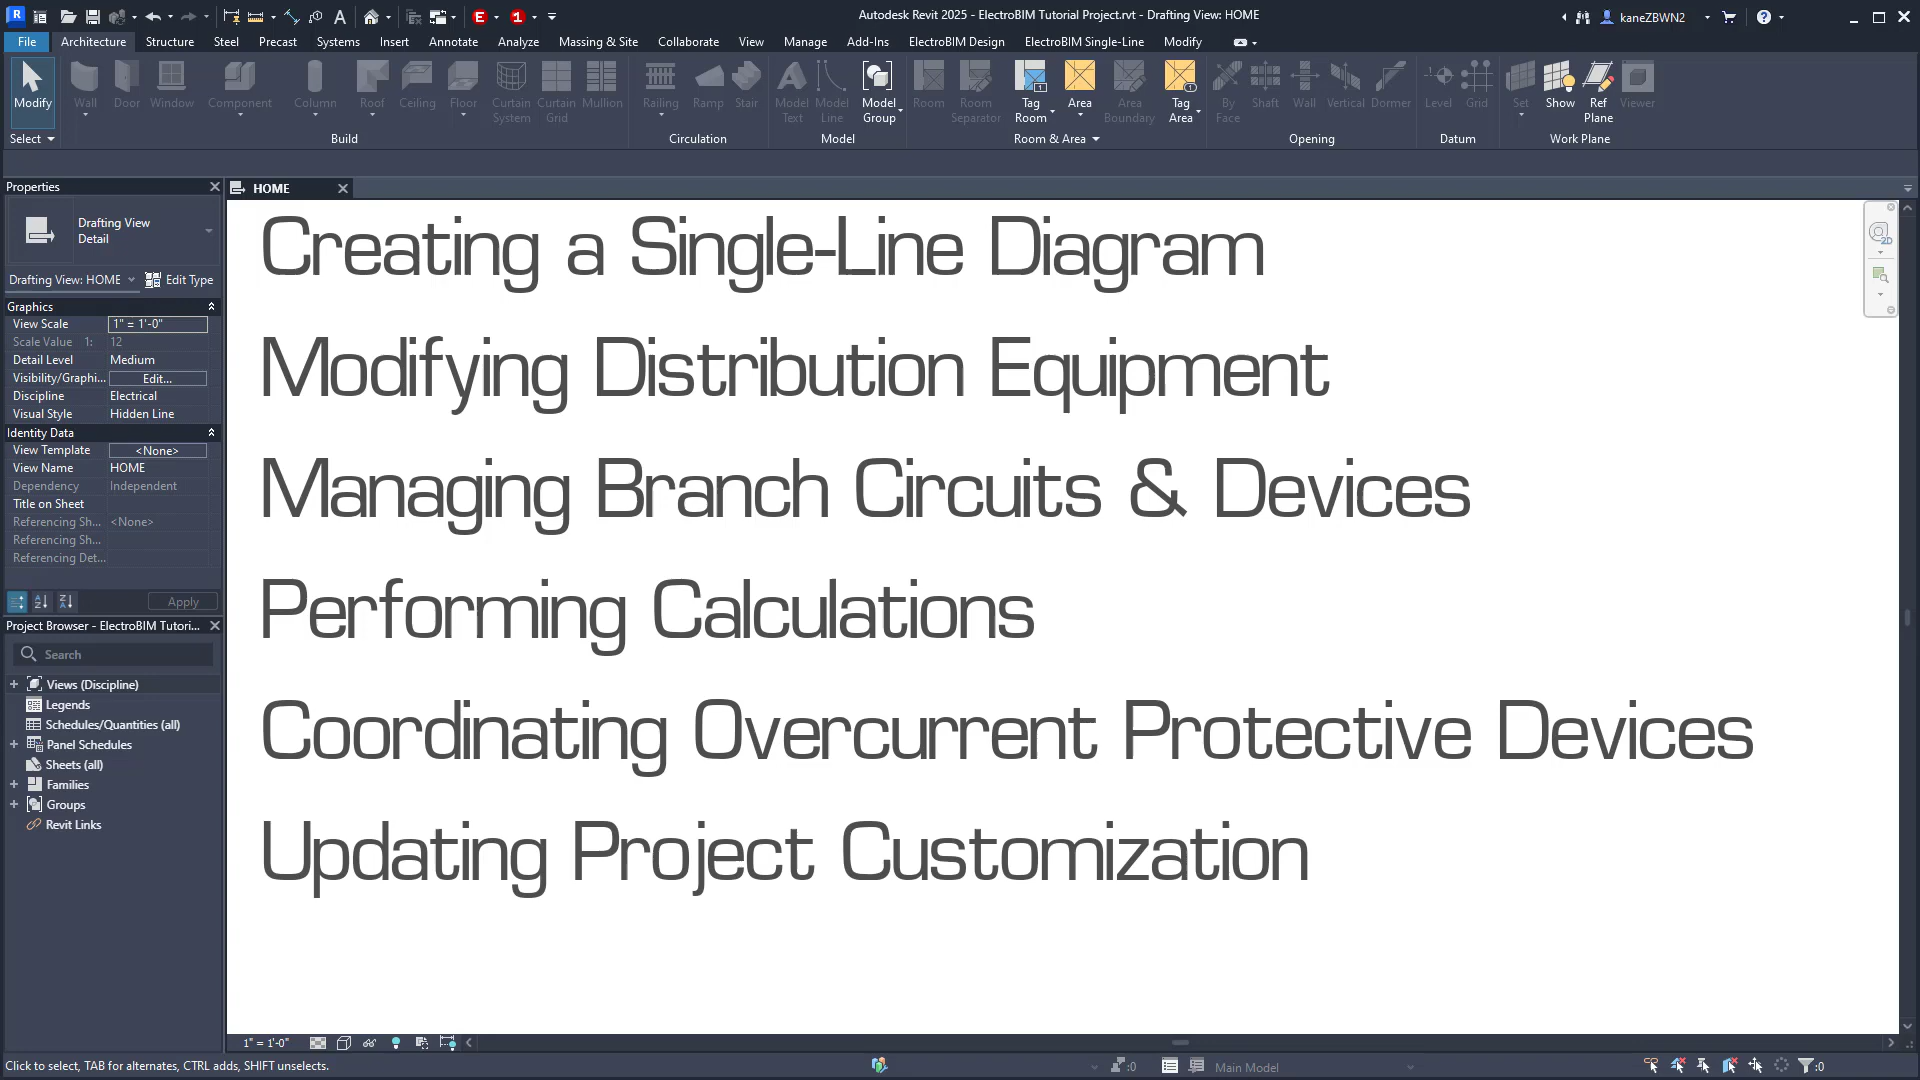 Autodesk Revit 2025 - ElectroBIM Tutorial Project.rvt - Drafting View: HOME
kaneZBWN2
File
Architecture
Structure
Steel
Precast
Systems
Insert
Annotate
Analyze
Massing & Site
Collaborate
View
Manage
Add-Ins
ElectroBIM Design
ElectroBIM Single-Line
Modify
Modify
Wall
Door
Window
Component
Column
Roof
Ceiling
Floor
Curtain System
Curtain Grid
Mullion
Railing
Ramp
Stair
Model Text
Model Line
Model Group
Room
Room Separator
Tag Room
Area
Area Boundary
Tag Area
By Face
Shaft
Wall
Vertical
Dormer
Level
Grid
Set
Show
Ref Plane
Viewer
Select
Build
Circulation
Model
Room & Area
Opening
Datum
Work Plane
Properties
HOME
Drafting View
Detail
Drafting View: HOME
Edit Type
Graphics
View Scale 1" = 1'-0"
Scale Value 1: 12
Detail Level Medium
Visibility/Graphi... Edit...
Discipline Electrical
Visual Style Hidden Line
Identity Data
View Template <None>
View Name HOME
Dependency Independent
Title on Sheet
Referencing Sh... <None>
Referencing Sh...
Referencing Det...
Apply
Project Browser - ElectroBIM Tutori...
Search
Views (Discipline)
Legends
Schedules/Quantities (all)
Panel Schedules
Sheets (all)
Families
Groups
Revit Links
Creating a Single-Line Diagram
Modifying Distribution Equipment
Managing Branch Circuits & Devices
Performing Calculations
Coordinating Overcurrent Protective Devices
Updating Project Customization
1" = 1'-0"
Click to select, TAB for alternates, CTRL adds, SHIFT unselects.
:0
Main Model
:0